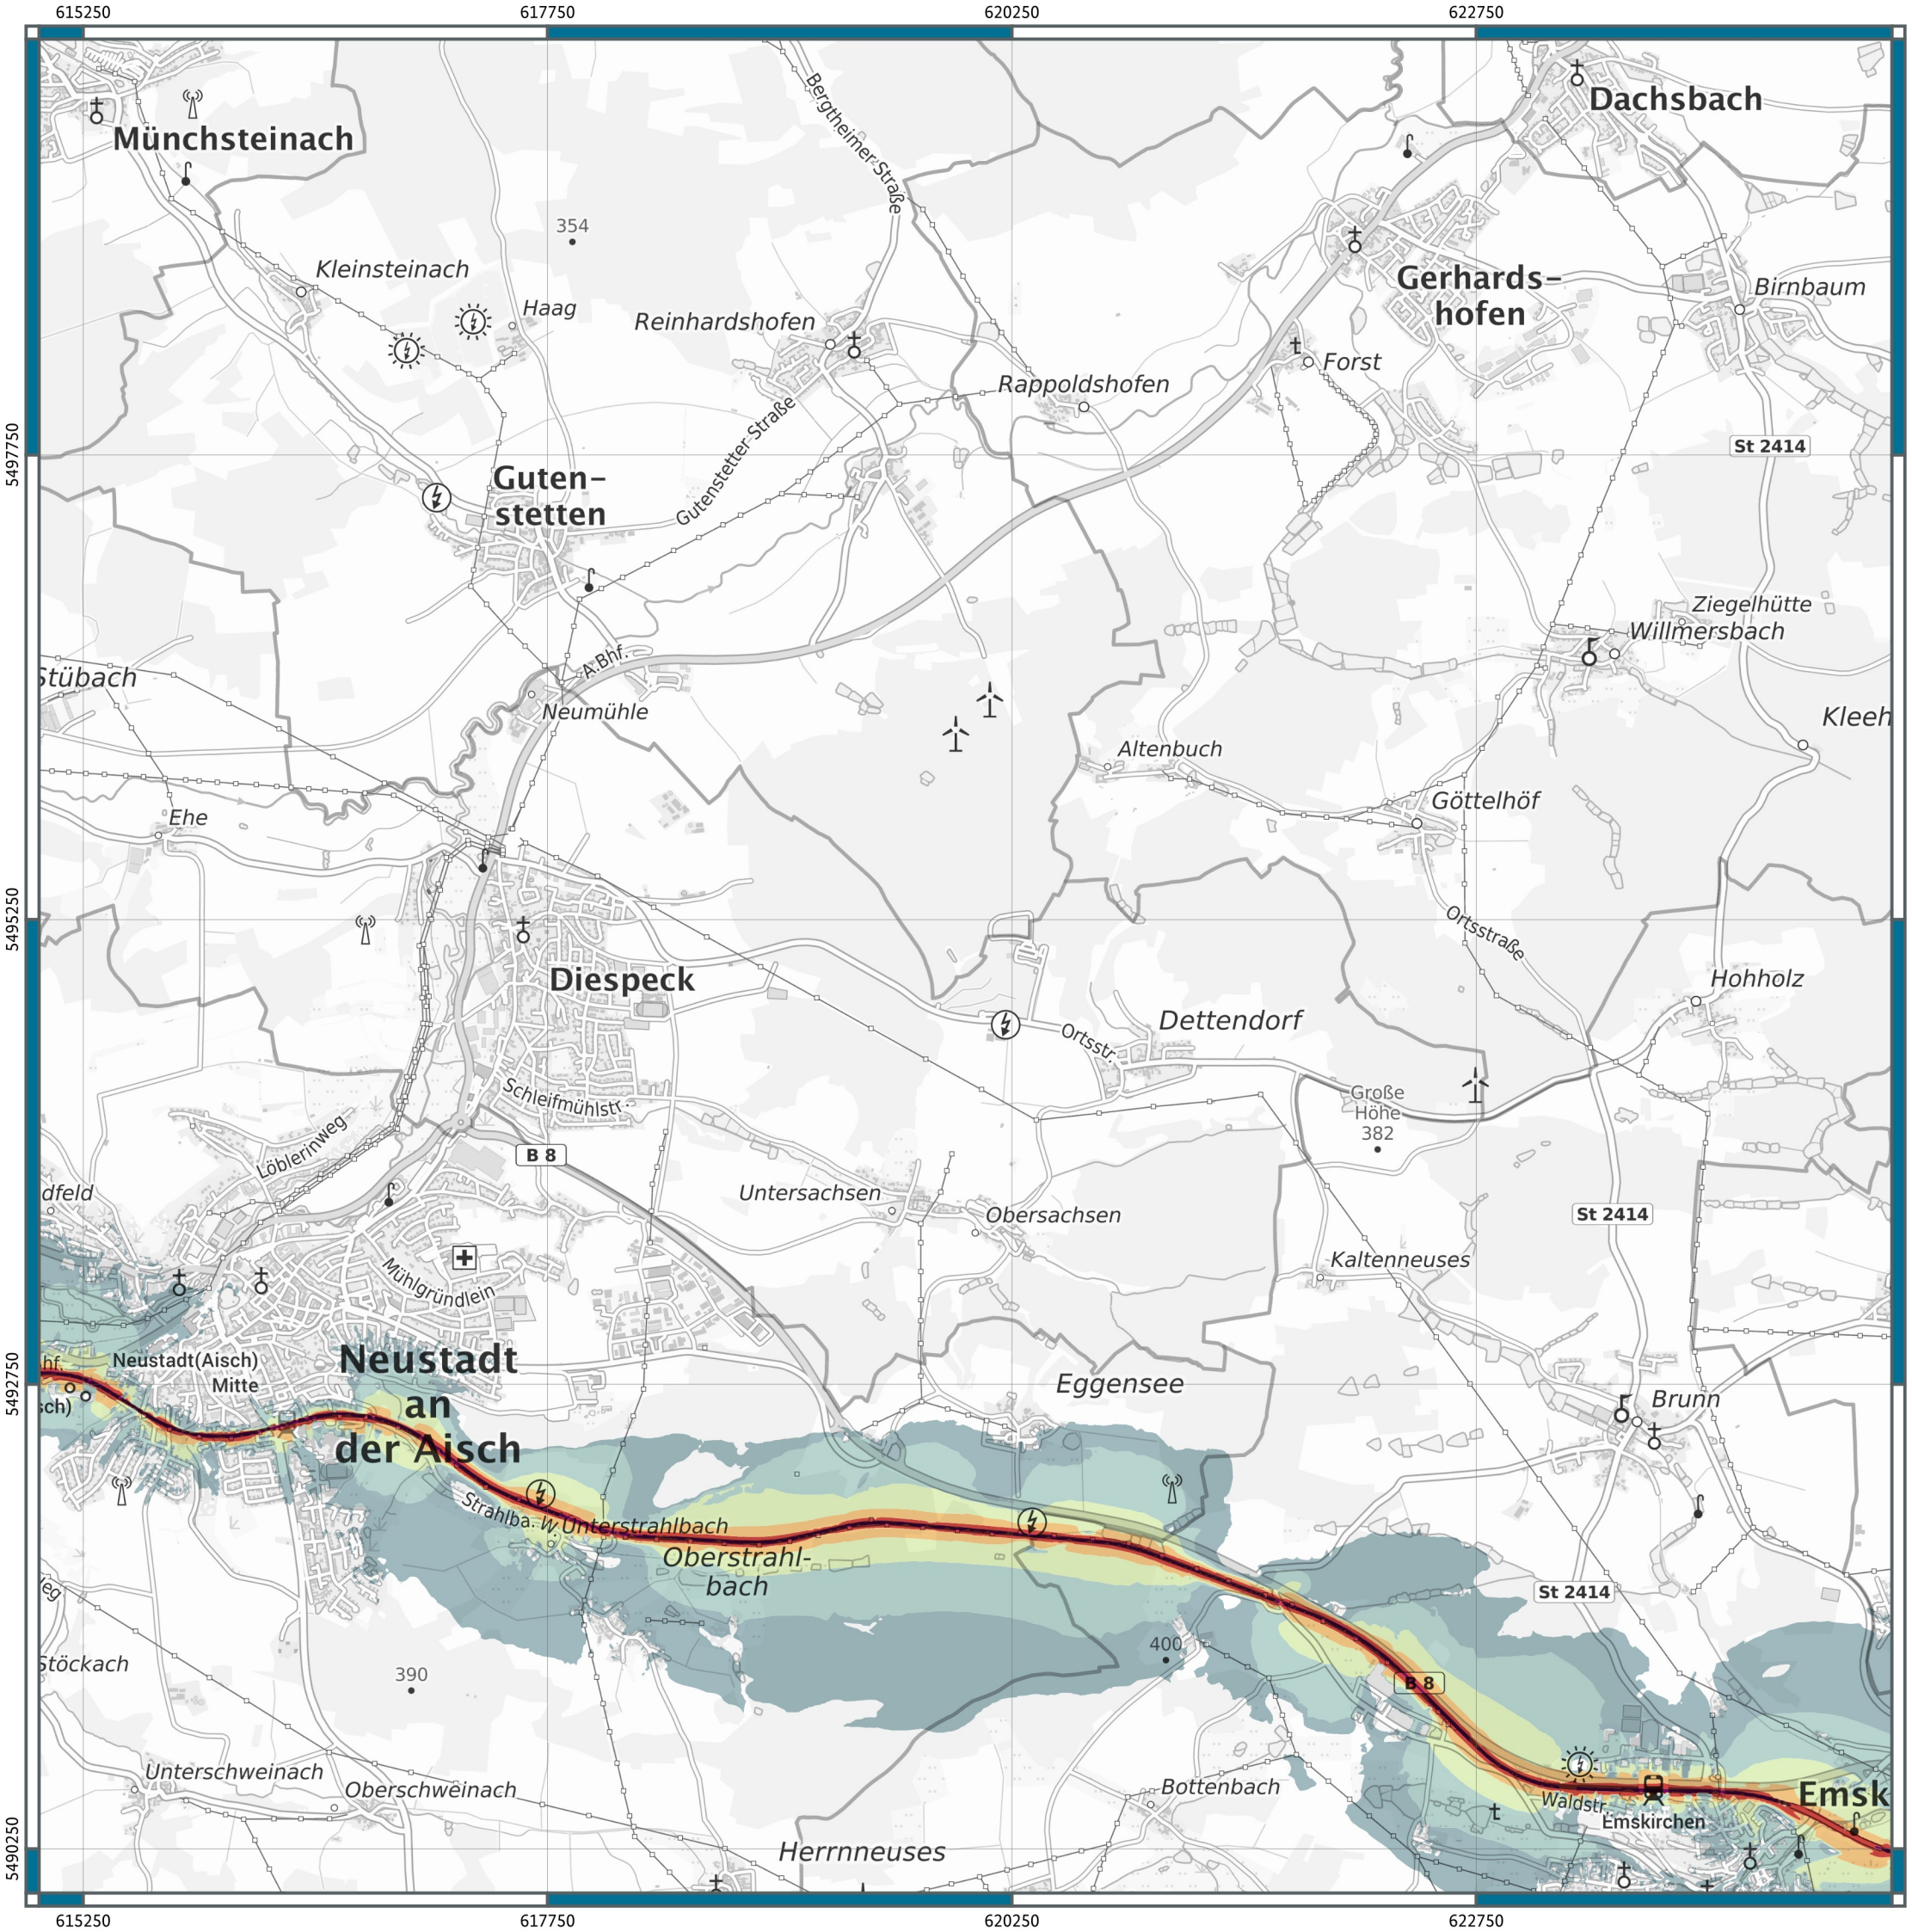 615250
617750
620250
622750
Dachsbach
Münchsteinach
Bergtheimer Straße
354
Kleinsteinach
Haag
Gerhards-
hofen
Birnbaum
Reinhardshofen
Forst
Rappoldshofen
5497750
St 2414
Guten-
stetten
Gutenstetter Straße
Ziegelhütte
Willmersbach
A.Bhf.
Stübach
Neumühle
Kleeh
Altenbuch
Göttelhöf
Ehe
5495250
Ortsstraße
Diespeck
Hohholz
Dettendorf
Ortsstr.
Große
Höhe
382
Schleifmühlstr.
Löblerinweg
B 8
dfeld
Untersachsen
Obersachsen
St 2414
Kaltenneuses
Mühlgründlein
5492750
hf.
sch)
Neustadt(Aisch)
Mitte
Neustadt
an
der Aisch
Eggensee
Brunn
Strahlba. W.
Unterstrahlbach
Oberstrahl-
bach
St 2414
eg
400
Stöckach
390
B 8
Unterschweinach
Oberschweinach
Bottenbach
Waldstr.
Emsk
Emskirchen
Herrnneuses
5490250
615250
617750
620250
622750